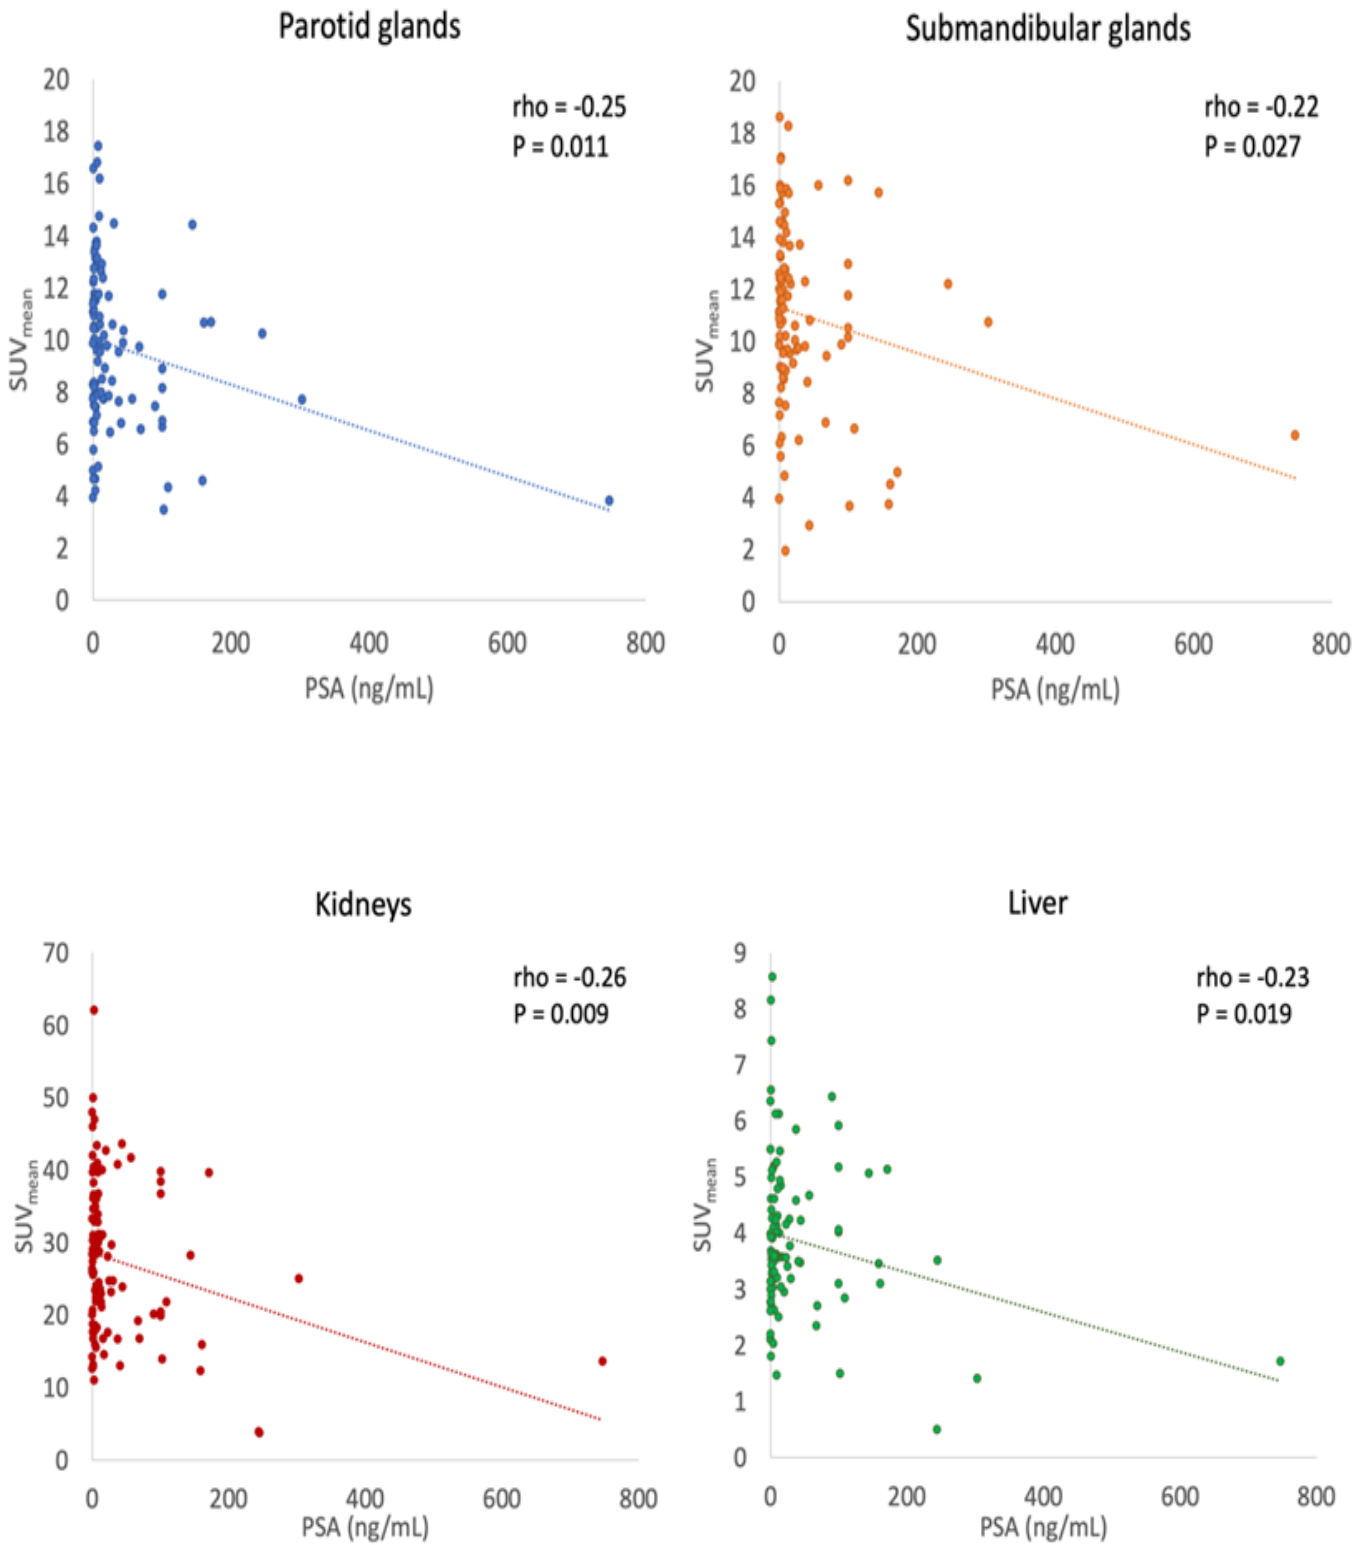 Parotid glands
rho = -0.25
P = 0.011
20
18
16
14
12
10
8
6
4
2
0
SUVmean
0 200 400 600 800
PSA (ng/mL)
Submandibular glands
rho = -0.22
P = 0.027
20
18
16
14
12
10
8
6
4
2
0
SUVmean
0 200 400 600 800
PSA (ng/mL)
Kidneys
rho = -0.26
P = 0.009
70
60
50
40
30
20
10
0
SUVmean
0 200 400 600 800
PSA (ng/mL)
Liver
rho = -0.23
P = 0.019
9
8
7
6
5
4
3
2
1
0
SUVmean
0 200 400 600 800
PSA (ng/mL)